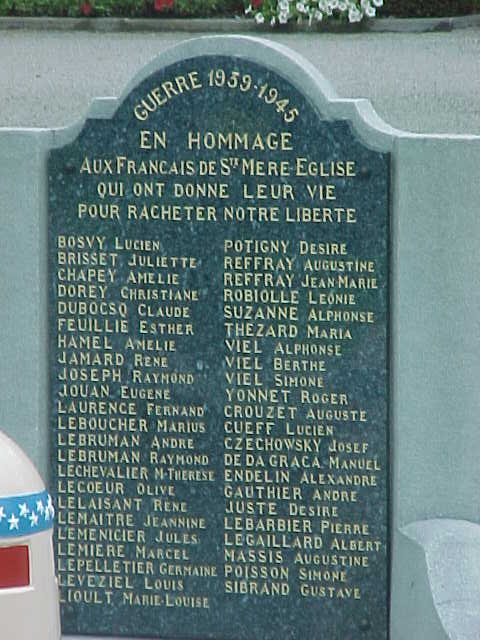 GUERRE 1939-1945
EN HOMMAGE
AUX FRANCAIS DE STE MERE EGLISE
QUI ONT DONNE LEUR VIE
POUR RACHETER NOTRE LIBERTE
BOSVY LUCIEN
BRISSET JULIETTE
CHAPEY AMELIE
DOREY CHRISTIANE
DUBOCSQ CLAUDE
FEUILLIE ESTHER
HAMEL AMELIE
JAMARD RENE
JOSEPH RAYMOND
JOUAN EUGENE
LAURENCE FERNAND
LEBOUCHER MARIUS
LEBRUMAN ANDRE
LEBRUMAN RAYMOND
LECHEVALIER M-THERESE
LECOEUR OLIVE
LELAISANT RENE
LEMAITRE JEANNINE
LEMENICIER JULES
LEMIERE MARCEL
LEPELLETIER GERMAINE
LEVEZIEL LOUIS
LIOULT MARIE-LOUISE
POTIGNY DESIRE
REFFRAY AUGUSTINE
REFFRAY JEAN-MARIE
ROBIOLLE LEONIE
SUZANNE ALPHONSE
THEZARD MARIA
VIEL ALPHONSE
VIEL BERTHE
VIEL SIMONE
YONNET ROGER
CROUZET AUGUSTE
CUEFF LUCIEN
CZECHOWSKY JOSEF
DE DA GRACA MANUEL
ENDELIN ALEXANDRE
GAUTHIER ANDRE
JUSTE DESIRE
LEBARBIER PIERRE
LEGAILLARD ALBERT
MASSIS AUGUSTINE
POISSON SIMONE
SIBRAND GUSTAVE